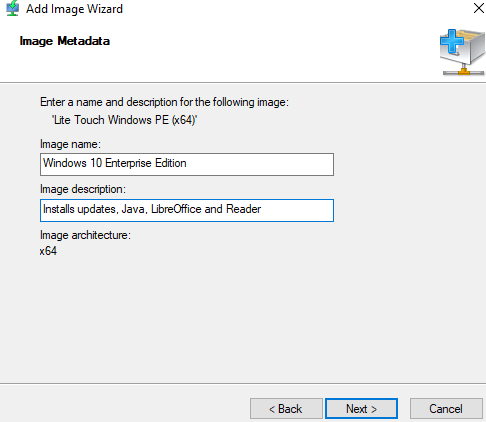 Add Image Wizard
Image Metadata
Enter a name and description for the following image:
'Lite Touch Windows PE (x64)'
Image name:
Windows 10 Enterprise Edition
Image description:
Installs updates, Java, LibreOffice and Reader
Image architecture:
x64
< Back Next > Cancel